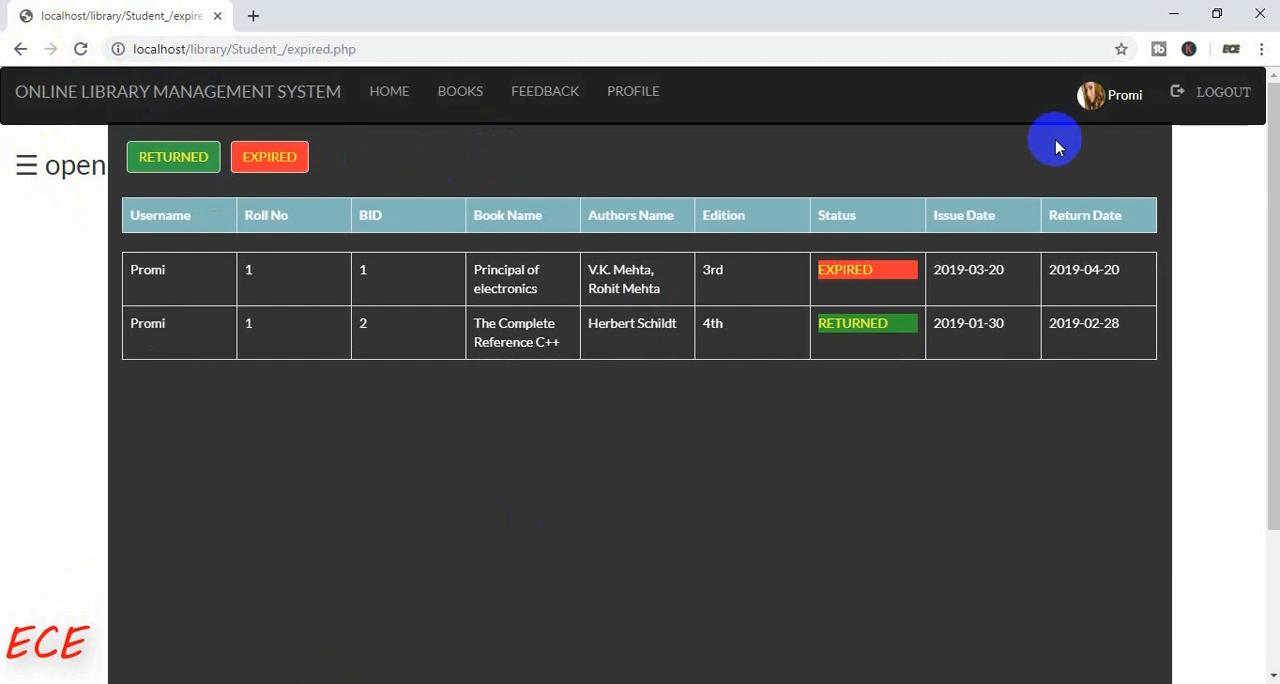 localhost/library/Student_/expire
localhost/library/Student_/expired.php
ECE
ONLINE LIBRARY MANAGEMENT SYSTEM HOME BOOKS FEEDBACK PROFILE Promi LOGOUT
☰ open
RETURNED EXPIRED
Username Roll No BID Book Name Authors Name Edition Status Issue Date Return Date
Promi 1 1 Principal of V.K. Mehta, 3rd EXPIRED 2019-03-20 2019-04-20
electronics Rohit Mehta
Promi 1 2 The Complete Herbert Schildt 4th RETURNED 2019-01-30 2019-02-28
Reference C++
ECE